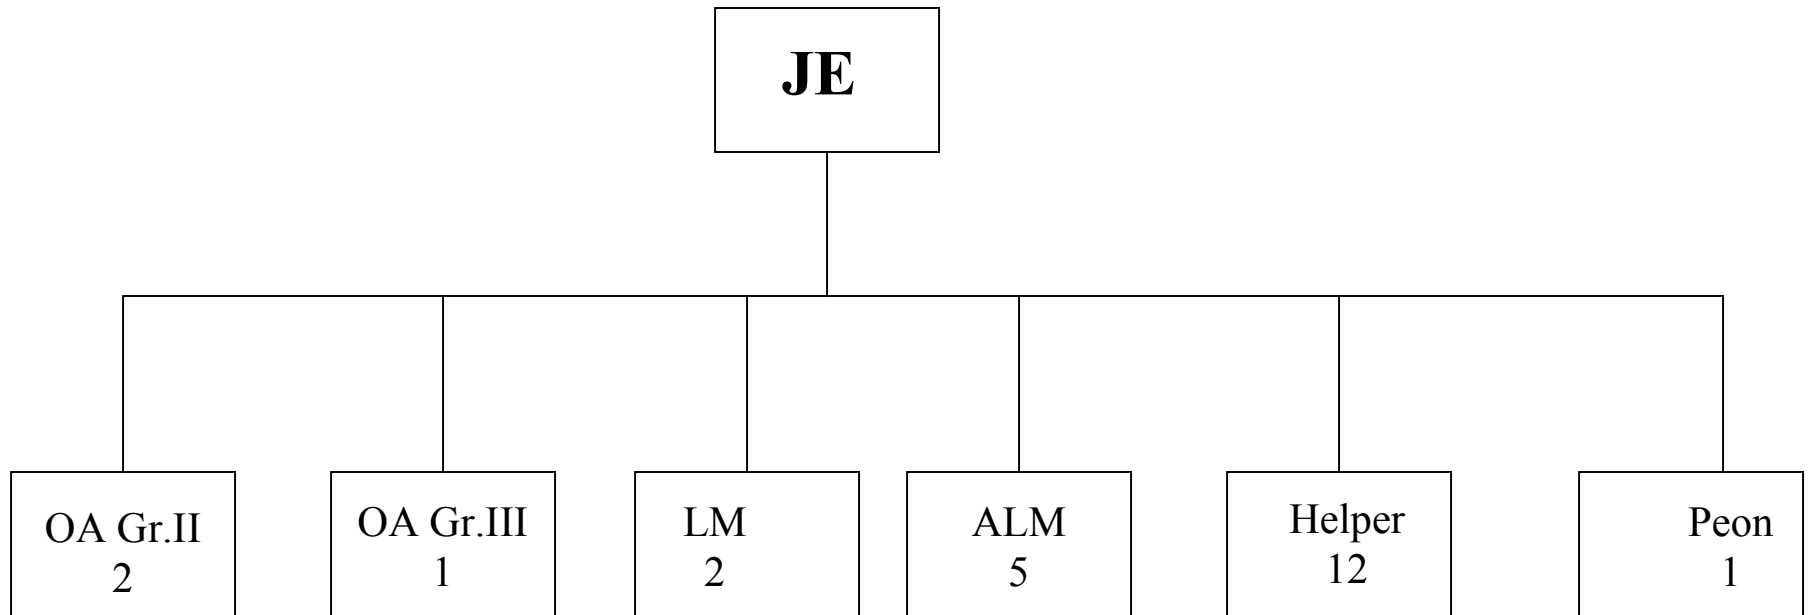 JE
OA Gr.II
2
OA Gr.III
1
LM
2
ALM
5
Helper
12
Peon
1